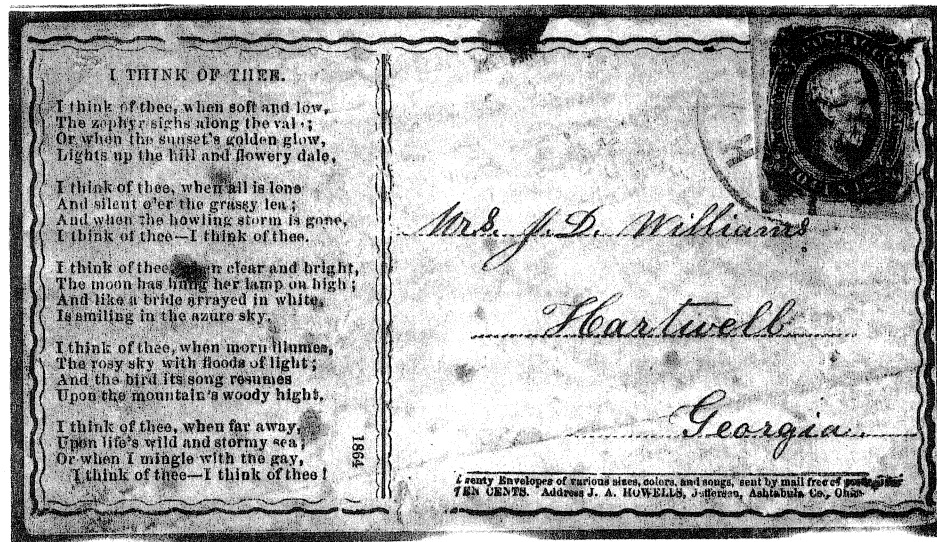 I THINK OF THEE.
I think of thee, when soft and low,
The zephyr sighs along the val ;
Or when the sunset's golden glow,
Lights up the hill and flowery dale,
I think of thee, when all is lone
And silent o'er the grassy lea ;
And when the howling storm is gone,
I think of thee—I think of thee.
I think of thee, when clear and bright,
The moon has hung her lamp on high ;
And like a bride arrayed in white,
Is smiling in the azure sky,
I think of thee, when morn illumes,
The rosy sky with floods of light ;
And the bird its song resumes
Upon the mountain's woody hight,
I think of thee, when far away,
Upon life's wild and stormy sea ;
Or when I mingle with the gay,
I think of thee—I think of thee !
1864
POSTAGE
Mrs. J. D. Williams
Hartwell
Georgia
Twenty Envelopes of various sizes, colors, and songs, sent by mail free of
TEN CENTS. Address J. A. HOWELLS, Jefferson, Ashtabula Co., Ohio